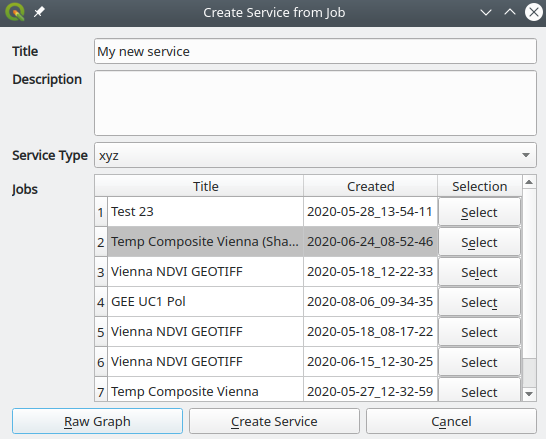 Create Service from Job
Title My new service
Description
Service Type xyz
Jobs Title Created Selection
1 Test 23 2020-05-28_13-54-11 Select
2 Temp Composite Vienna (Sha... 2020-06-24_08-52-46 Select
3 Vienna NDVI GEOTIFF 2020-05-18_12-22-33 Select
4 GEE UC1 Pol 2020-08-06_09-34-35 Select
5 Vienna NDVI GEOTIFF 2020-05-18_08-17-22 Select
6 Vienna NDVI GEOTIFF 2020-06-15_12-30-25 Select
7 Temp Composite Vienna 2020-05-27_12-32-59 Select
Raw Graph Create Service Cancel